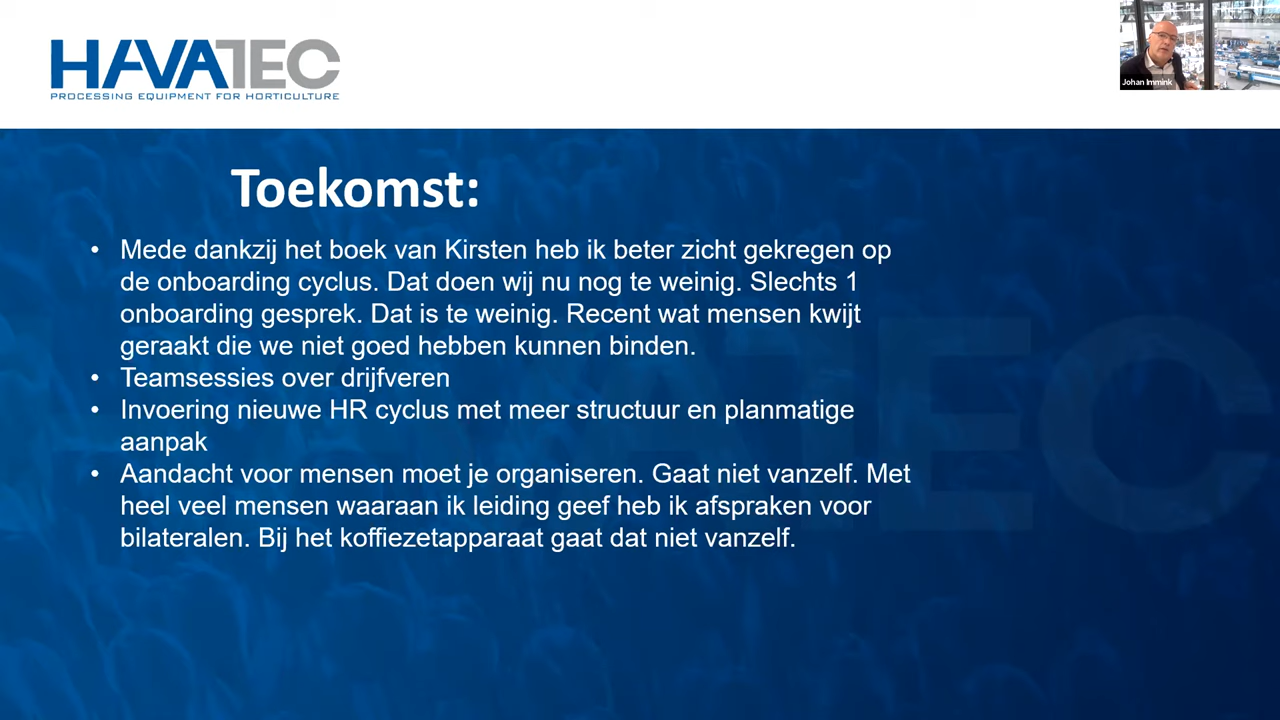 HAVATEC
PROCESSING EQUIPMENT FOR HORTICULTURE
Johan Immink
Toekomst:
• Mede dankzij het boek van Kirsten heb ik beter zicht gekregen op
de onboarding cyclus. Dat doen wij nu nog te weinig. Slechts 1
onboarding gesprek. Dat is te weinig. Recent wat mensen kwijt
geraakt die we niet goed hebben kunnen binden.
• Teamsessies over drijfveren
• Invoering nieuwe HR cyclus met meer structuur en planmatige
aanpak
• Aandacht voor mensen moet je organiseren. Gaat niet vanzelf. Met
heel veel mensen waaraan ik leiding geef heb ik afspraken voor
bilateralen. Bij het koffiezetapparaat gaat dat niet vanzelf.